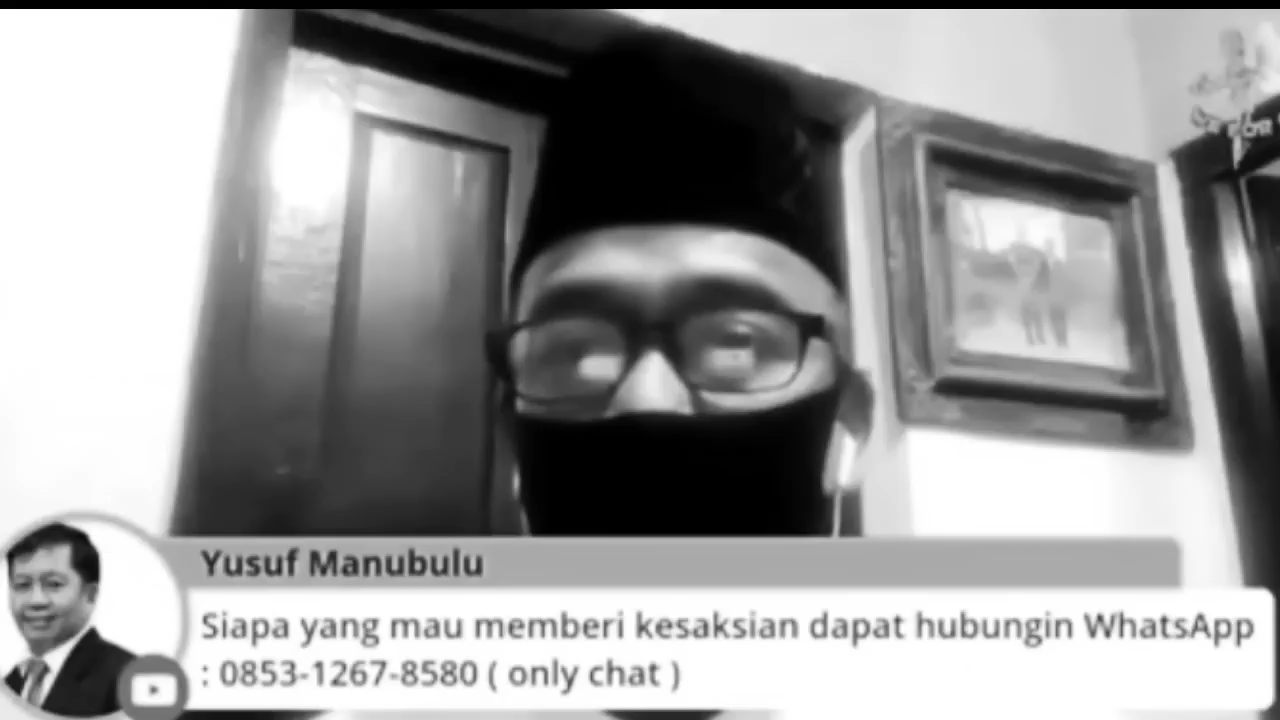 Yusuf Manubulu
Siapa yang mau memberi kesaksian dapat hubungin WhatsApp
: 0853-1267-8580 ( only chat )